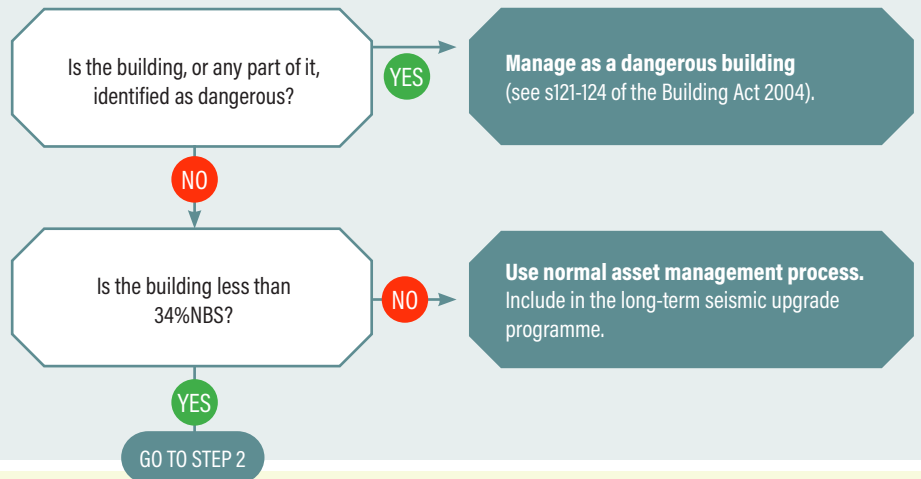 Is the building, or any part of it,
identified as dangerous?
YES
Manage as a dangerous building
(see s121-124 of the Building Act 2004).
NO
Is the building less than
34%NBS?
NO
Use normal asset management process.
Include in the long-term seismic upgrade
programme.
YES
GO TO STEP 2